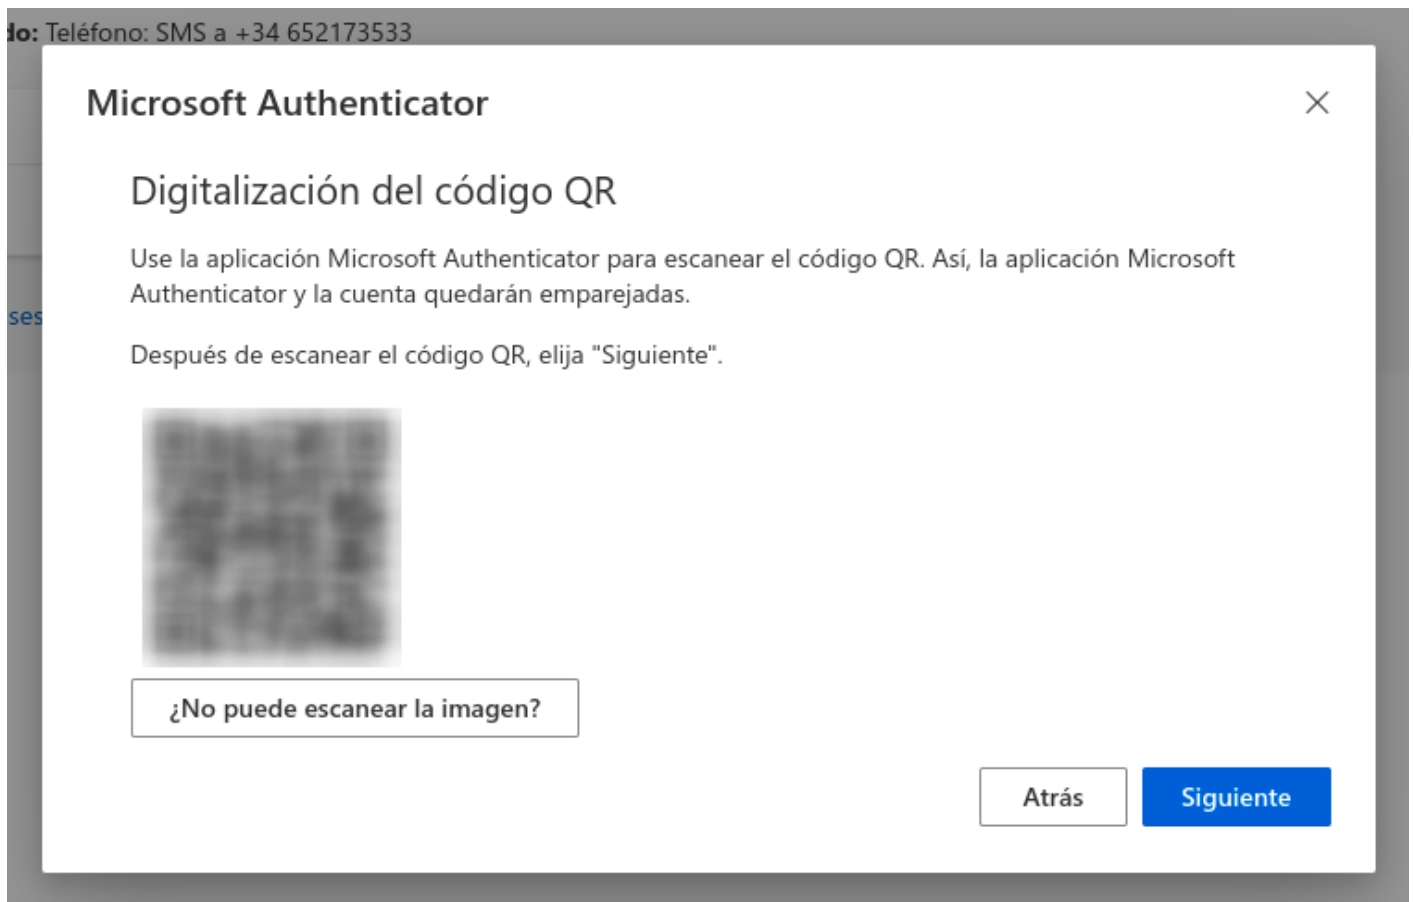 do: Teléfono: SMS a +34 652173533
Microsoft Authenticator
Digitalización del código QR
Use la aplicación Microsoft Authenticator para escanear el código QR. Así, la aplicación Microsoft
Authenticator y la cuenta quedarán emparejadas.
ses
Después de escanear el código QR, elija "Siguiente".
¿No puede escanear la imagen?
Atrás
Siguiente